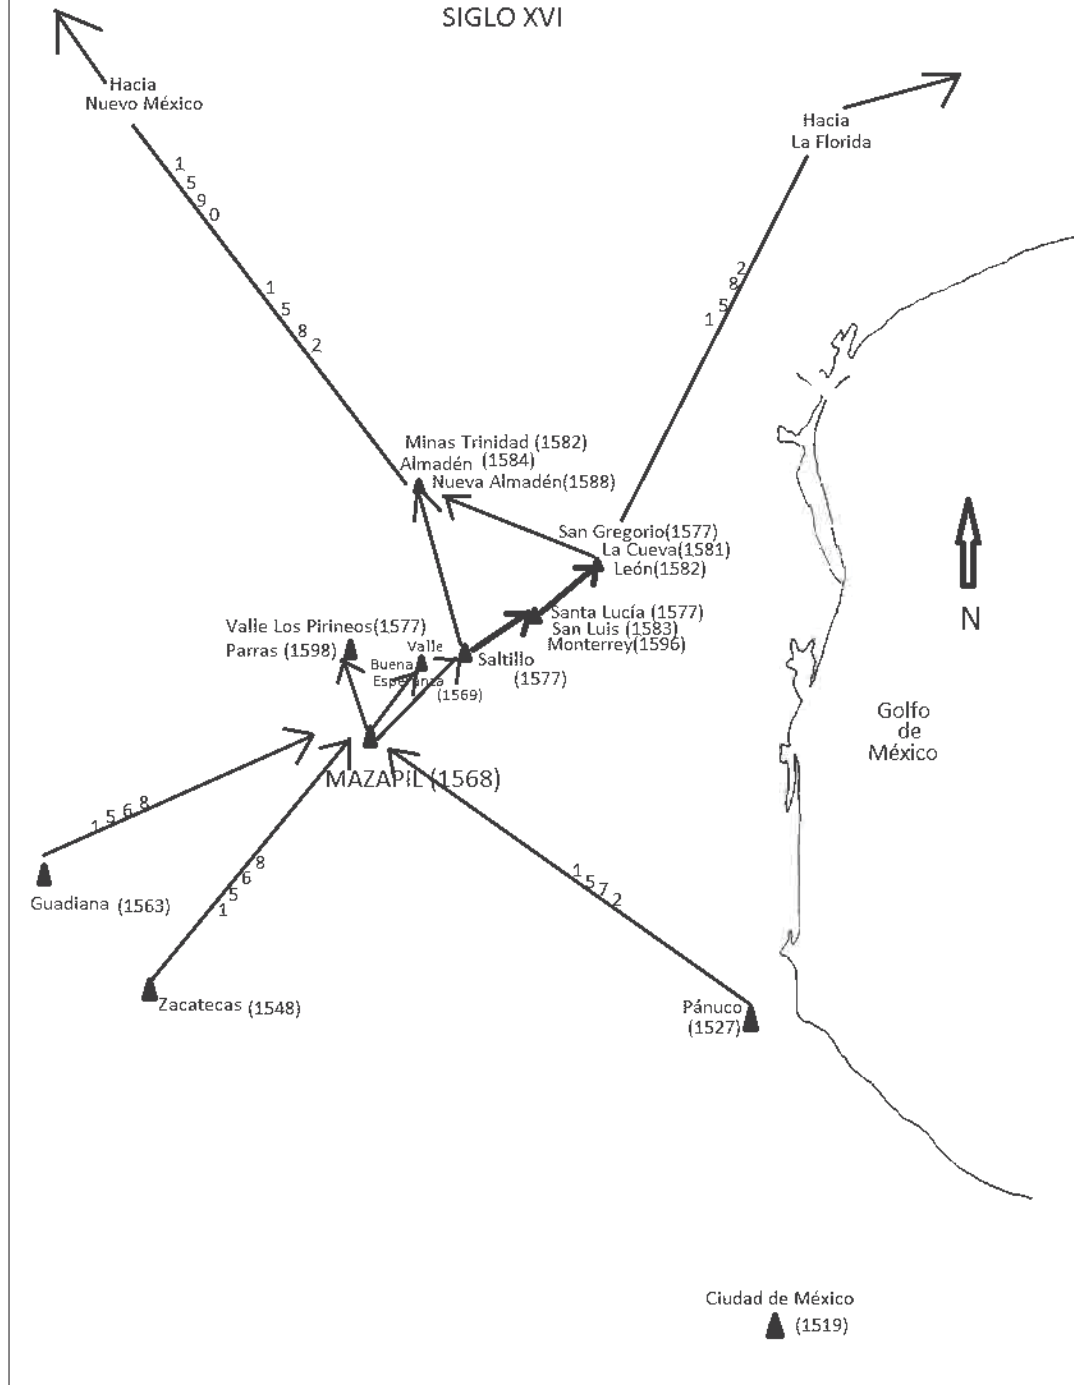 SIGLO XVI
Hacia
Nuevo México
Hacia
La Florida
1590
1582
1582
Minas Trinidad (1582)
Almadén (1584)
Nueva Almadén(1588)
San Gregorio(1577)
La Cueva(1581)
León(1582)
Santa Lucía (1577)
San Luis (1583)
Monterrey(1596)
Valle Los Pirineos(1577)
Parras (1598)
Valle
Buena
Esperanza
(1569)
Saltillo
(1577)
MAZAPIL (1568)
Golfo
de
México
N
1568
Guadiana (1563)
1568
Zacatecas (1548)
1572
Pánuco
(1527)
Ciudad de México
(1519)